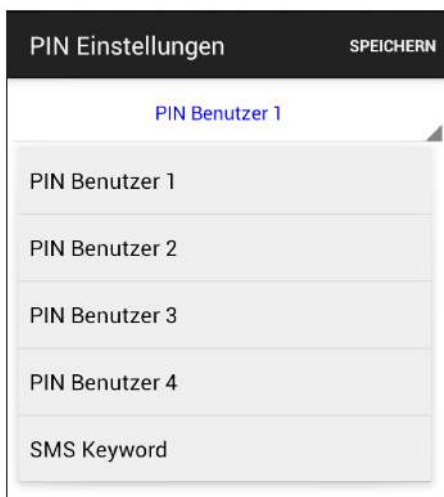 PIN Einstellungen SPEICHERN
PIN Benutzer 1
PIN Benutzer 1
PIN Benutzer 2
PIN Benutzer 3
PIN Benutzer 4
SMS Keyword